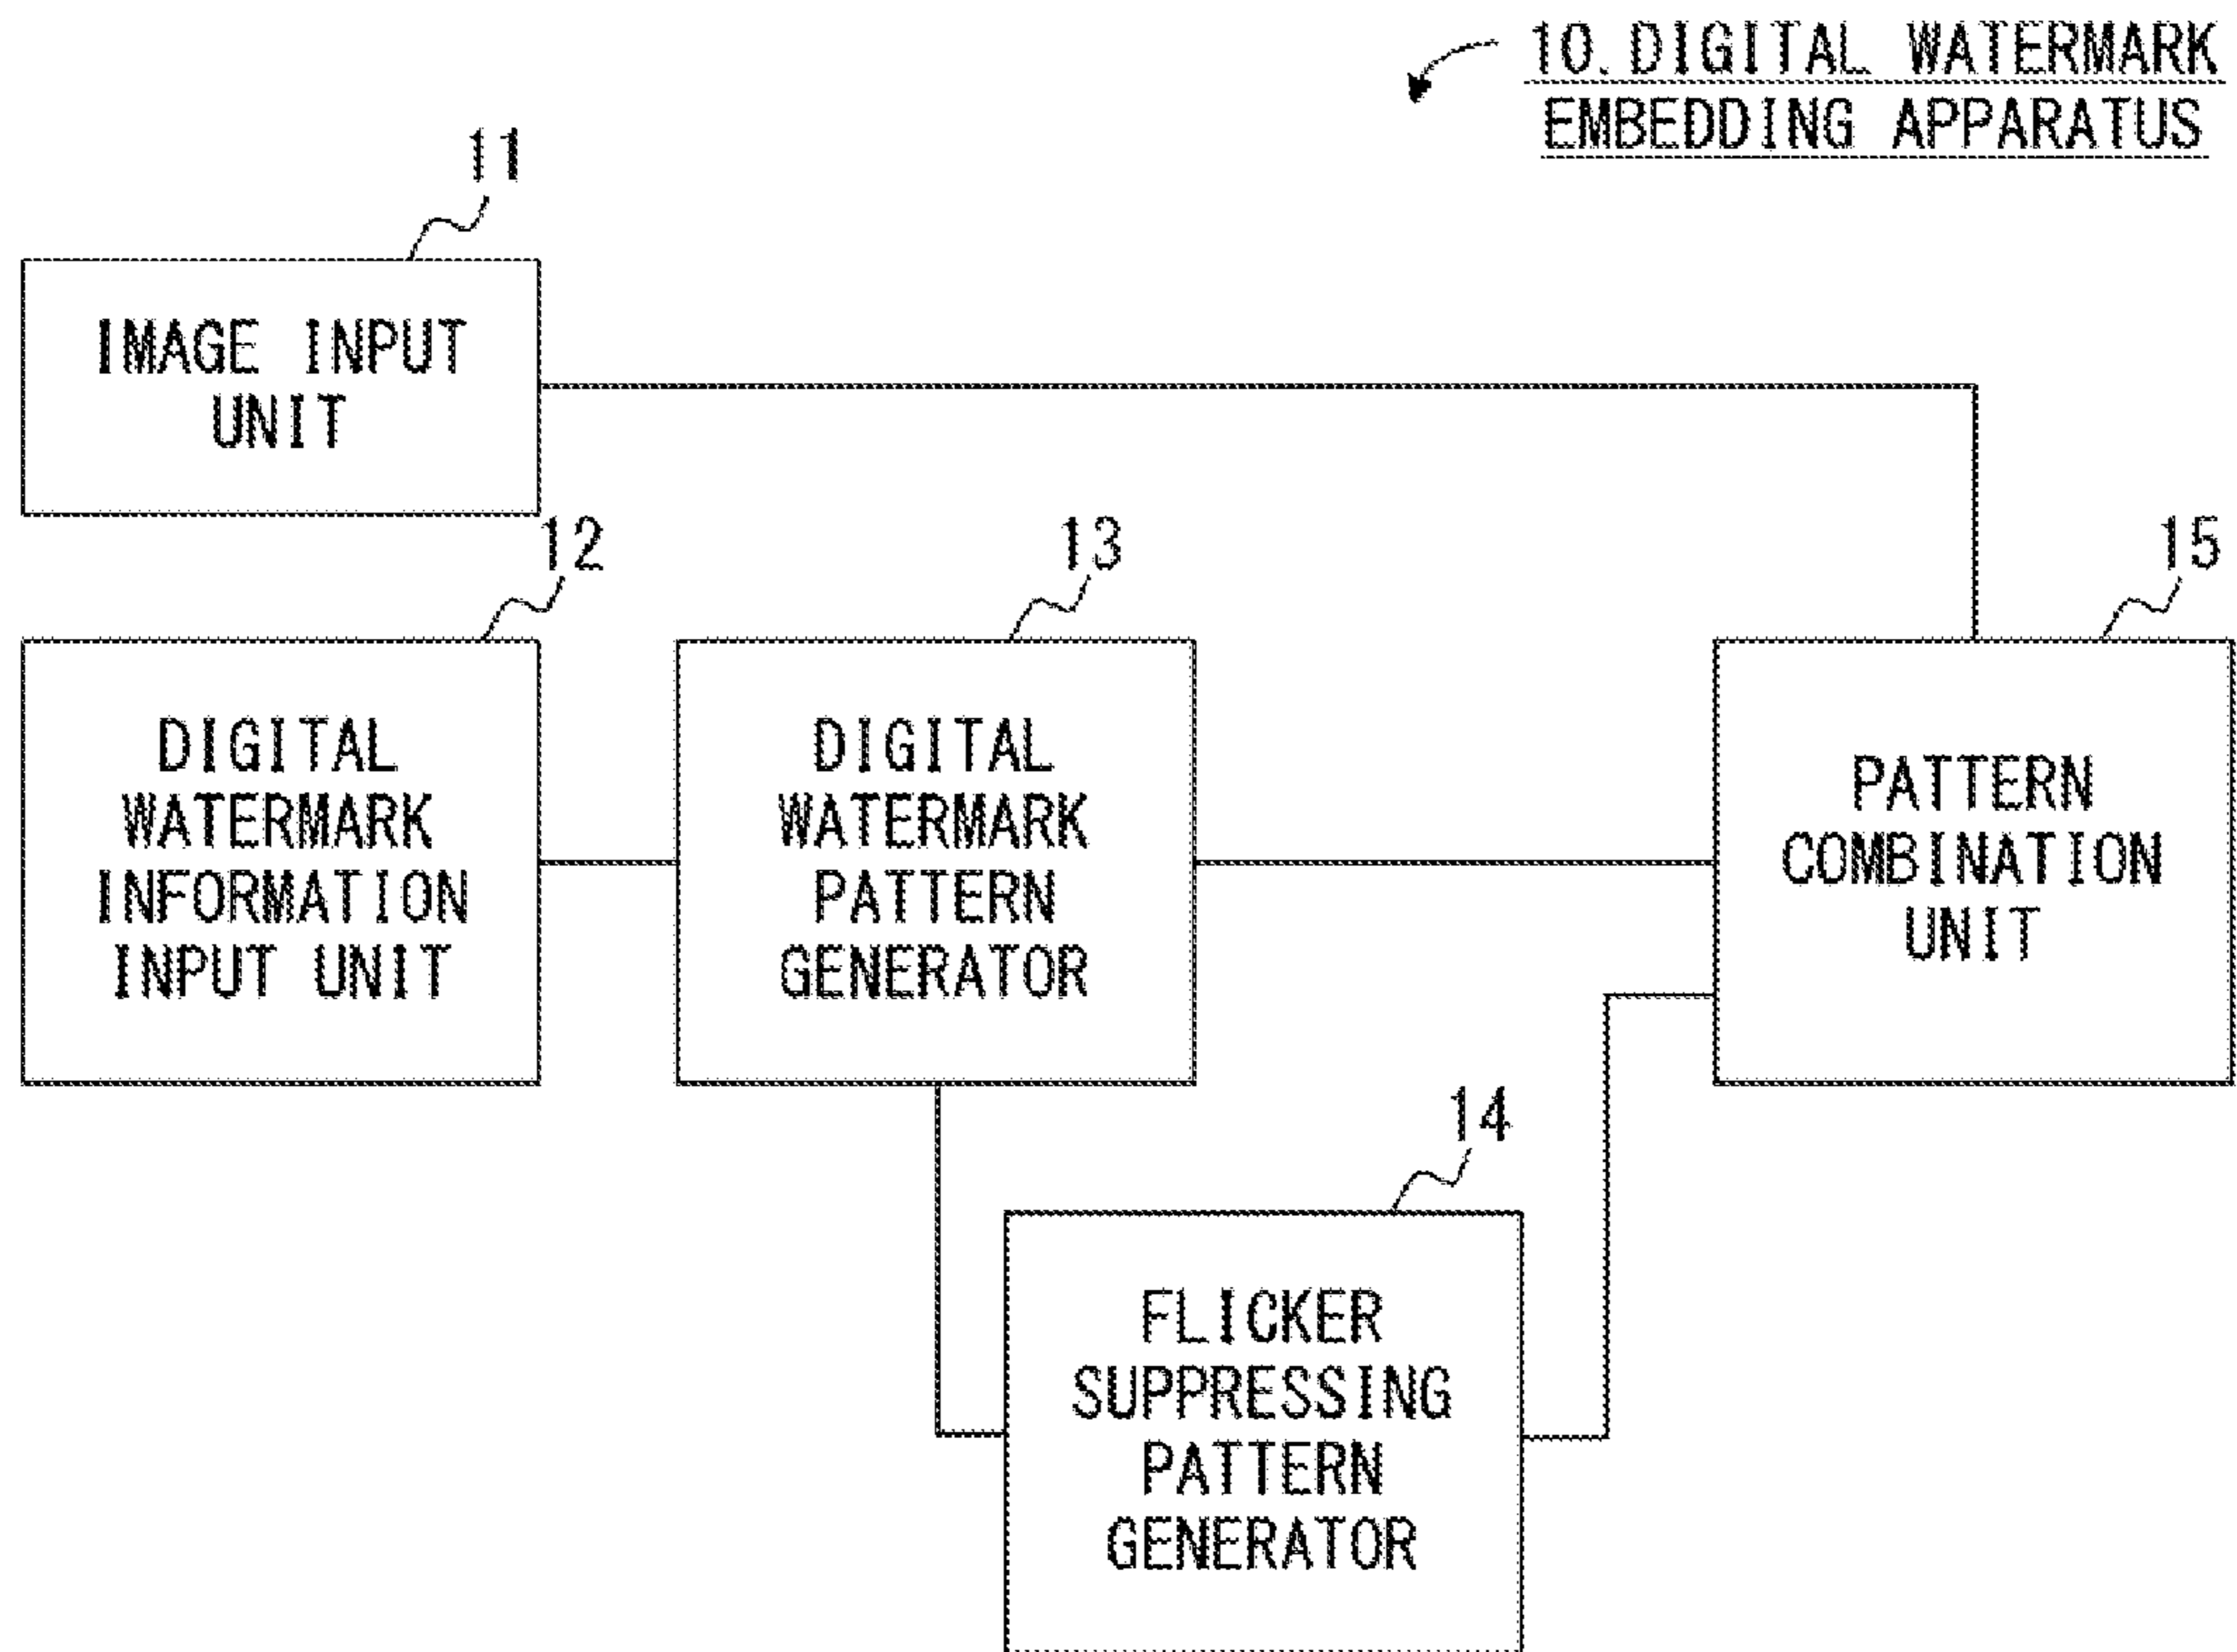 10. DIGITAL WATERMARK
EMBEDDING APPARATUS
11
IMAGE INPUT
UNIT
12
DIGITAL
WATERMARK
INFORMATION
INPUT UNIT
13
DIGITAL
WATERMARK
PATTERN
GENERATOR
15
PATTERN
COMBINATION
UNIT
14
FLICKER
SUPPRESSING
PATTERN
GENERATOR